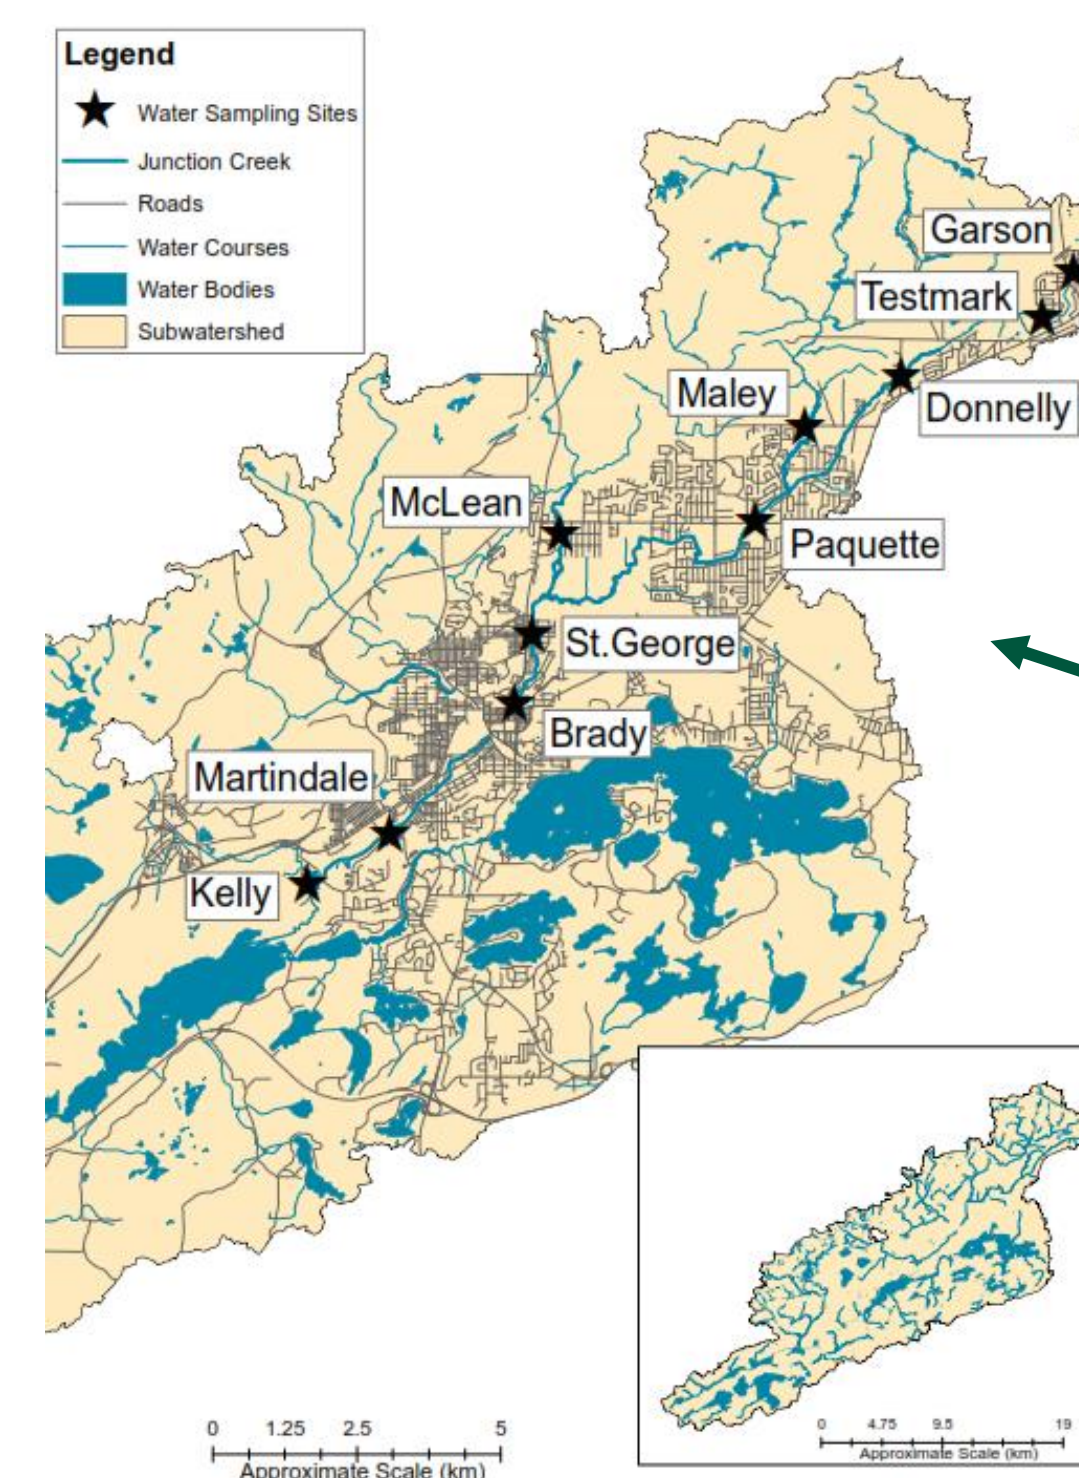 Legend
Water Sampling Sites
Junction Creek
Roads
Water Courses
Water Bodies
Subwatershed
Garson
Testmark
Maley
Donnelly
McLean
Paquette
St.George
Brady
Martindale
Kelly
0 1.25 2.5 5
Approximate Scale (km)
0 4.75 9.5 19
Approximate Scale (km)